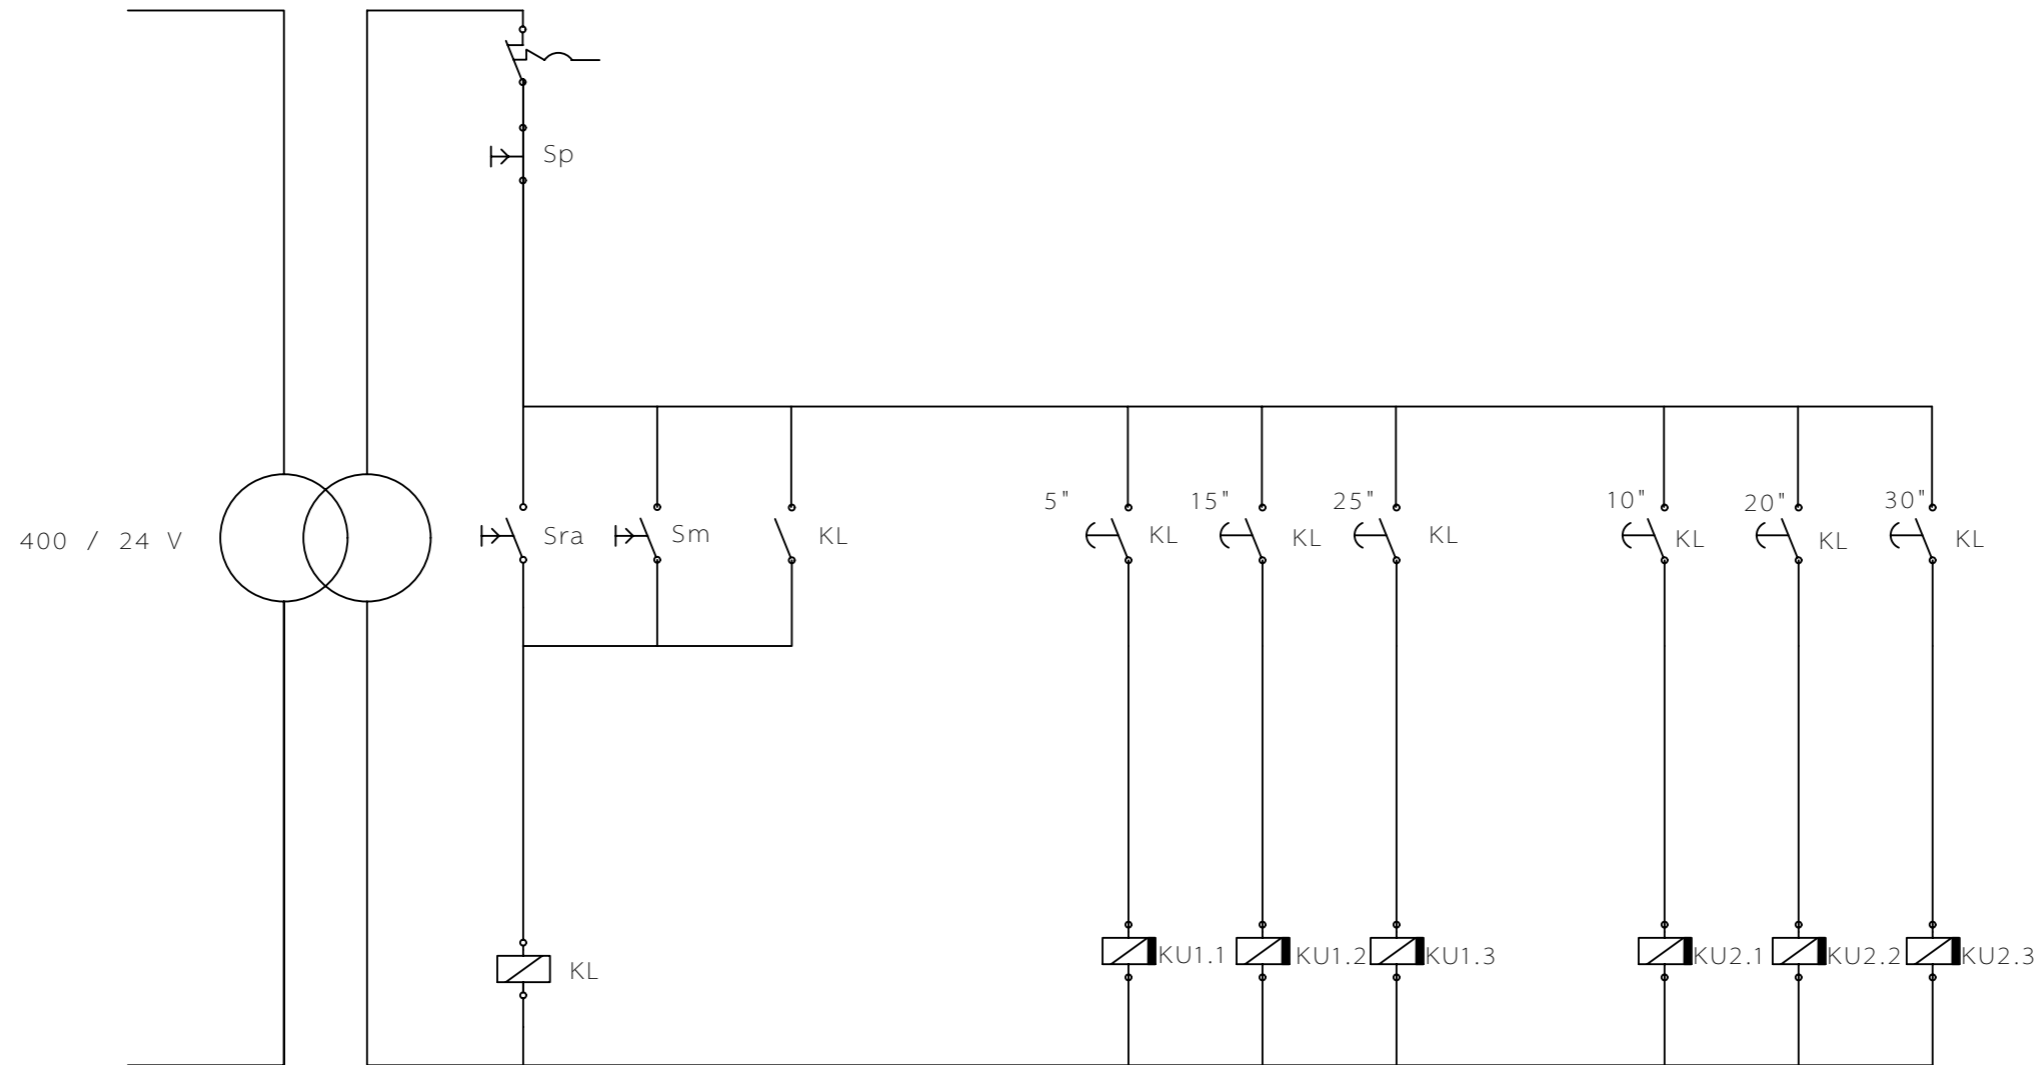 Sp
5"
15"
25"
10"
20"
30"
400 / 24 V
Sra
Sm
KL
KL
KL
KL
KL
KL
KL
KL
KU1.1
KU1.2
KU1.3
KU2.1
KU2.2
KU2.3